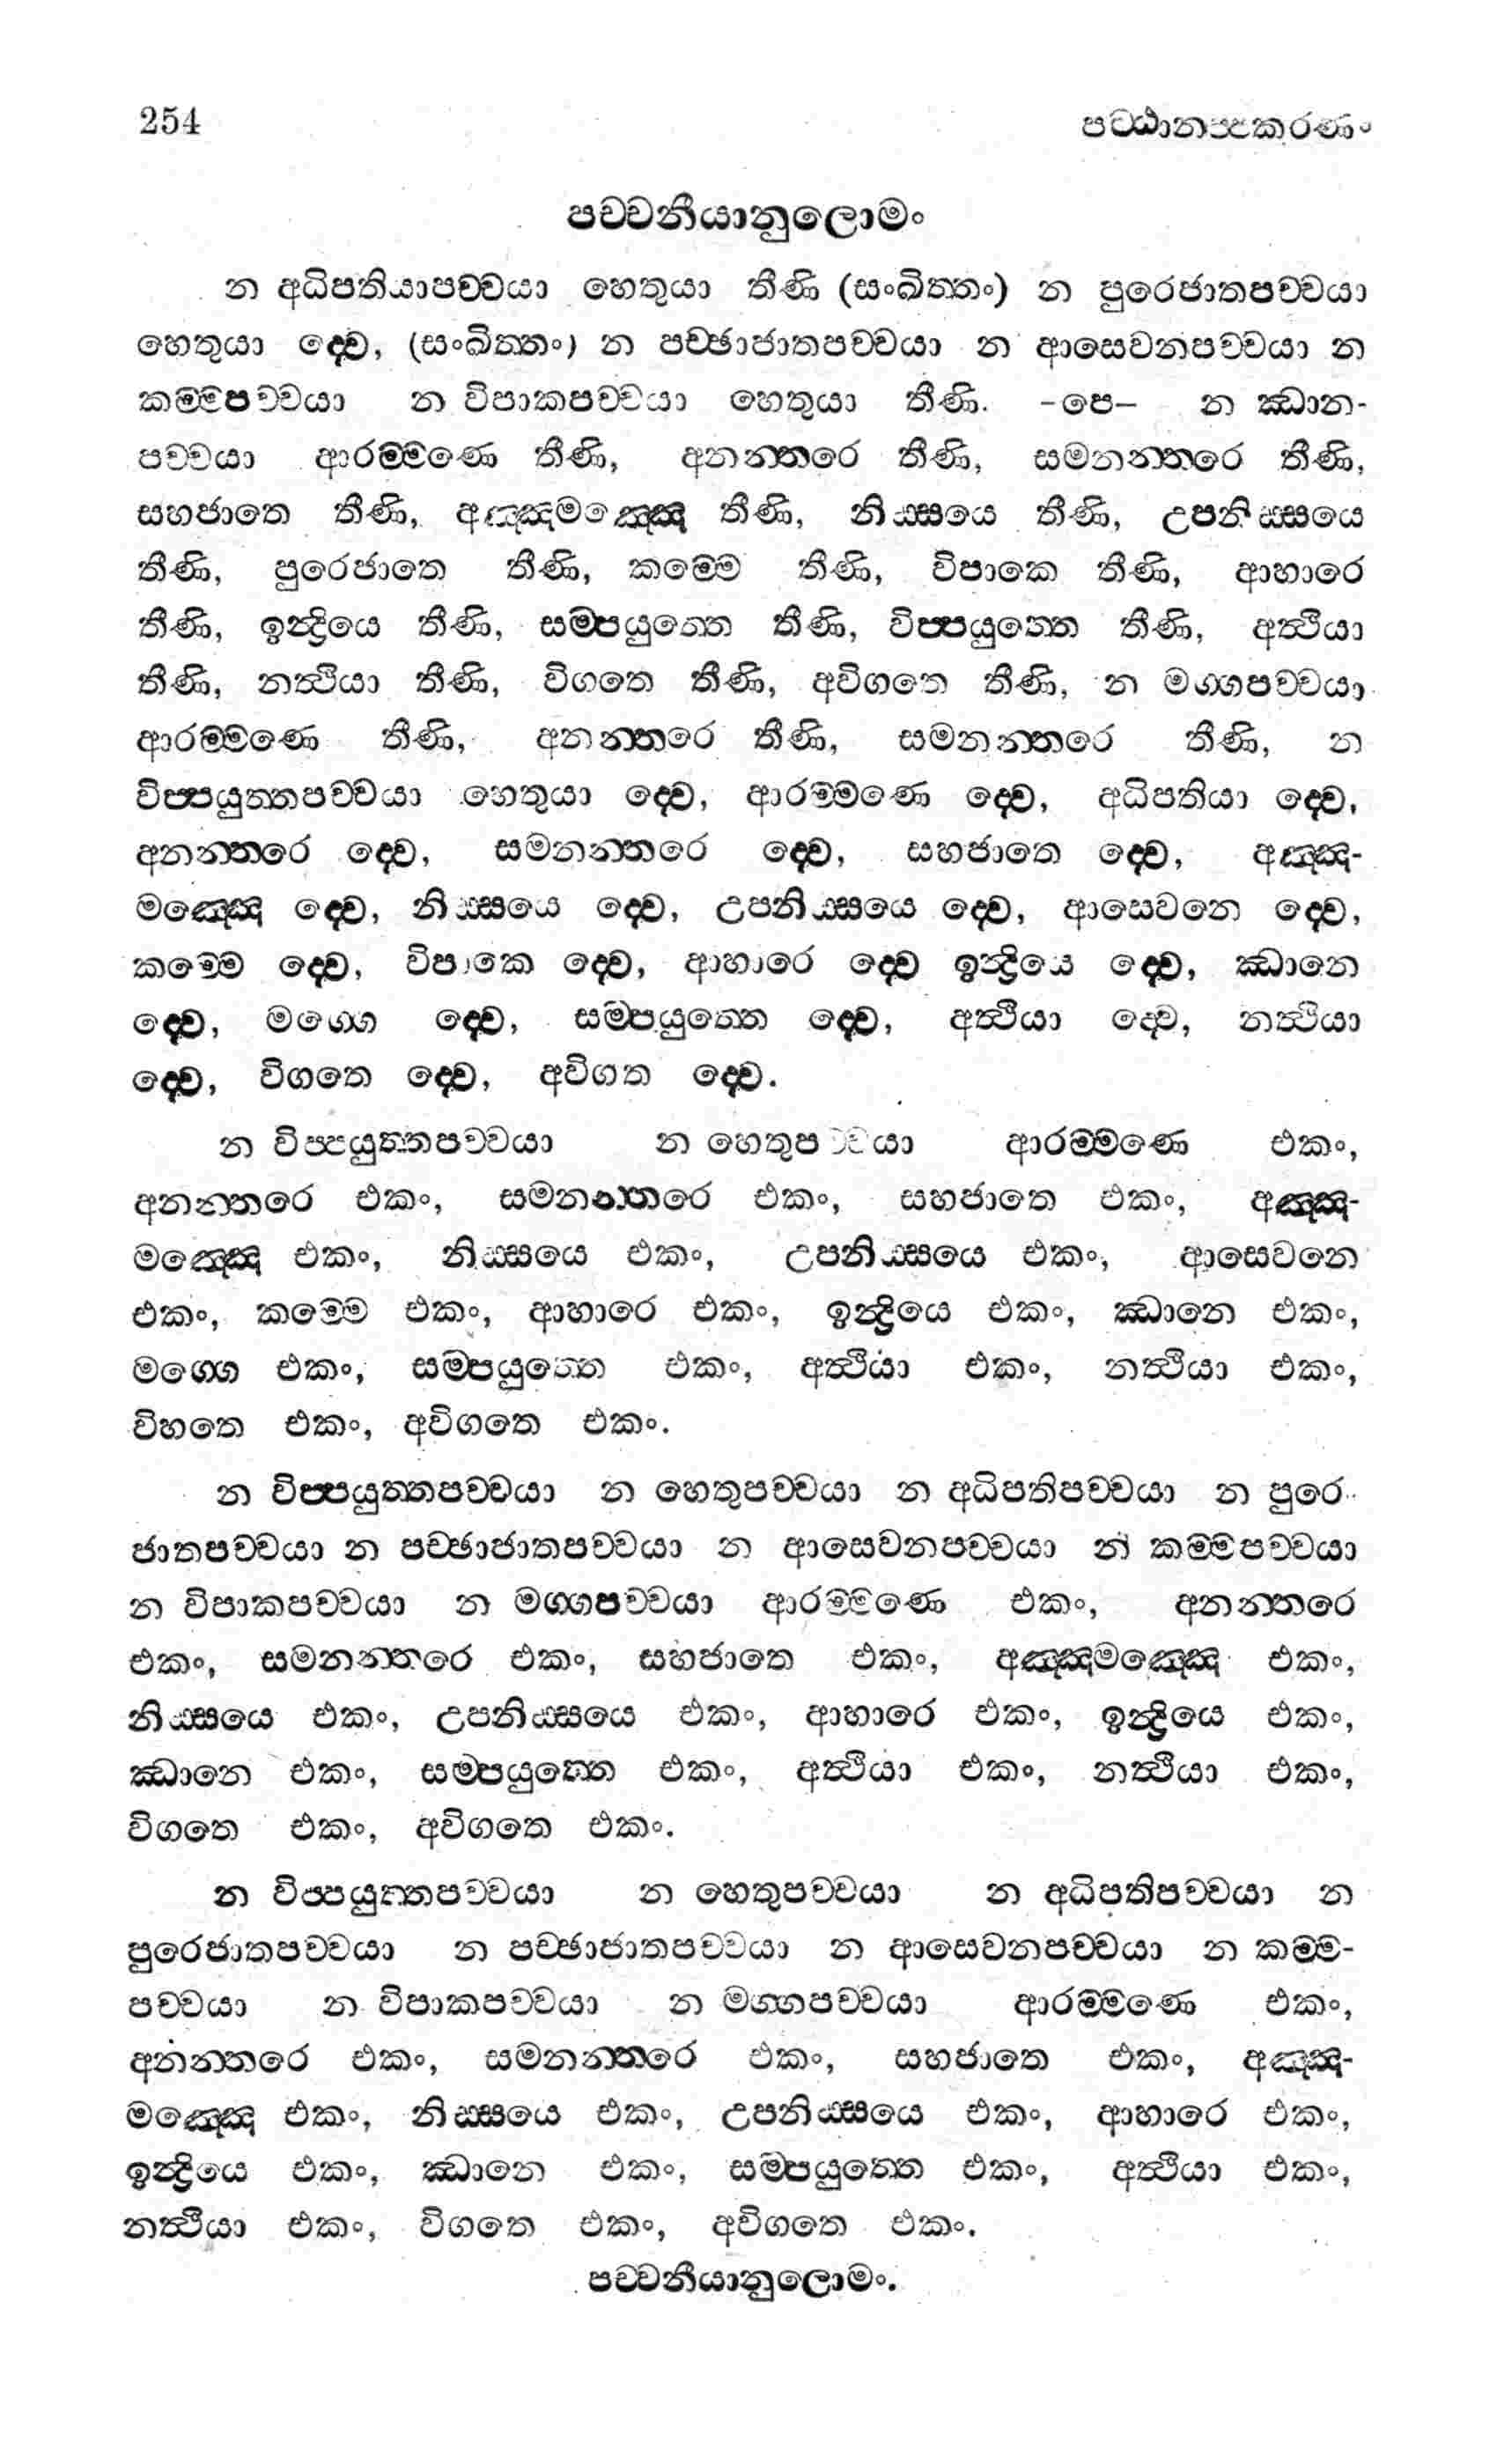 254 පට්ඨානප්පකරණං
පච්චනීයානුලොමං
න අධිපතියාපච්චයා හෙතුයා තීණි (සංඛිත්තං) න පුරෙජාතපච්චයා
හෙතුයා ද්වෙ, (සංඛිත්තං) න පච්ඡාජාතපච්චයා න ආසෙවනපච්චයා න
කම්මපච්චයා න විපාකපච්චයා හෙතුයා තීණි. -පෙ- න ඣාන-
පච්චයා ආරම්මණෙ තීණි, අනන්තරෙ තීණි, සමනන්තරෙ තීණි,
සහජාතෙ තීණි, අඤ්ඤමඤ්ඤෙ තීණි, නිස්සයෙ තීණි, උපනිස්සයෙ
තීණි, පුරෙජාතෙ තීණි, කම්මෙ තීණි, විපාකෙ තීණි, ආහාරෙ
තීණි, ඉන්ද්‍රියෙ තීණි, සම්පයුත්තෙ තීණි, විප්පයුත්තෙ තීණි, අත්ථියා
තීණි, නත්ථියා තීණි, විගතෙ තීණි, අවිගතෙ තීණි, න මග්ගපච්චයා
ආරම්මණෙ තීණි, අනන්තරෙ තීණි, සමනන්තරෙ තීණි, න
විප්පයුත්තපච්චයා හෙතුයා ද්වෙ, ආරම්මණෙ ද්වෙ, අධිපතියා ද්වෙ,
අනන්තරෙ ද්වෙ, සමනන්තරෙ ද්වෙ, සහජාතෙ ද්වෙ, අඤ්ඤ-
මඤ්ඤෙ ද්වෙ, නිස්සයෙ ද්වෙ, උපනිස්සයෙ ද්වෙ, ආසෙවනෙ ද්වෙ,
කම්මෙ ද්වෙ, විපාකෙ ද්වෙ, ආහාරෙ ද්වෙ ඉන්ද්‍රියෙ ද්වෙ, ඣානෙ
ද්වෙ, මග්ගෙ ද්වෙ, සම්පයුත්තෙ ද්වෙ, අත්ථියා ද්වෙ, නත්ථියා
ද්වෙ, විගතෙ ද්වෙ, අවිගත ද්වෙ.
න විප්පයුත්තපච්චයා න හෙතුපච්චයා ආරම්මණෙ එකං,
අනන්තරෙ එකං, සමනන්තරෙ එකං, සහජාතෙ එකං, අඤ්ඤ-
මඤ්ඤෙ එකං, නිස්සයෙ එකං, උපනිස්සයෙ එකං, ආසෙවනෙ
එකං, කම්මෙ එකං, ආහාරෙ එකං, ඉන්ද්‍රියෙ එකං, ඣානෙ එකං,
මග්ගෙ එකං, සම්පයුත්තෙ එකං, අත්ථියා එකං, නත්ථියා එකං,
විහතෙ එකං, අවිගතෙ එකං.
න විප්පයුත්තපච්චයා න හෙතුපච්චයා න අධිපතිපච්චයා න පුරෙ-
ජාතපච්චයා න පච්ඡාජාතපච්චයා න ආසෙවනපච්චයා න කම්මපච්චයා
න විපාකපච්චයා න මග්ගපච්චයා ආරම්මණෙ එකං, අනන්තරෙ
එකං, සමනන්තරෙ එකං, සහජාතෙ එකං, අඤ්ඤමඤ්ඤෙ එකං,
නිස්සයෙ එකං, උපනිස්සයෙ එකං, ආහාරෙ එකං, ඉන්ද්‍රියෙ එකං,
ඣානෙ එකං, සම්පයුත්තෙ එකං, අත්ථියා එකං, නත්ථියා එකං,
විගතෙ එකං, අවිගතෙ එකං.
න විප්පයුත්තපච්චයා න හෙතුපච්චයා න අධිපතිපච්චයා න
පුරෙජාතපච්චයා න පච්ඡාජාතපච්චයා න ආසෙවනපච්චයා න කම්ම-
පච්චයා න විපාකපච්චයා න මග්ගපච්චයා ආරම්මණෙ එකං,
අනන්තරෙ එකං, සමනන්තරෙ එකං, සහජාතෙ එකං, අඤ්ඤ-
මඤ්ඤෙ එකං, නිස්සයෙ එකං, උපනිස්සයෙ එකං, ආහාරෙ එකං,
ඉන්ද්‍රියෙ එකං, ඣානෙ එකං, සම්පයුත්තෙ එකං, අත්ථියා එකං,
නත්ථියා එකං, විගතෙ එකං, අවිගතෙ එකං.
පච්චනීයානුලොමං.